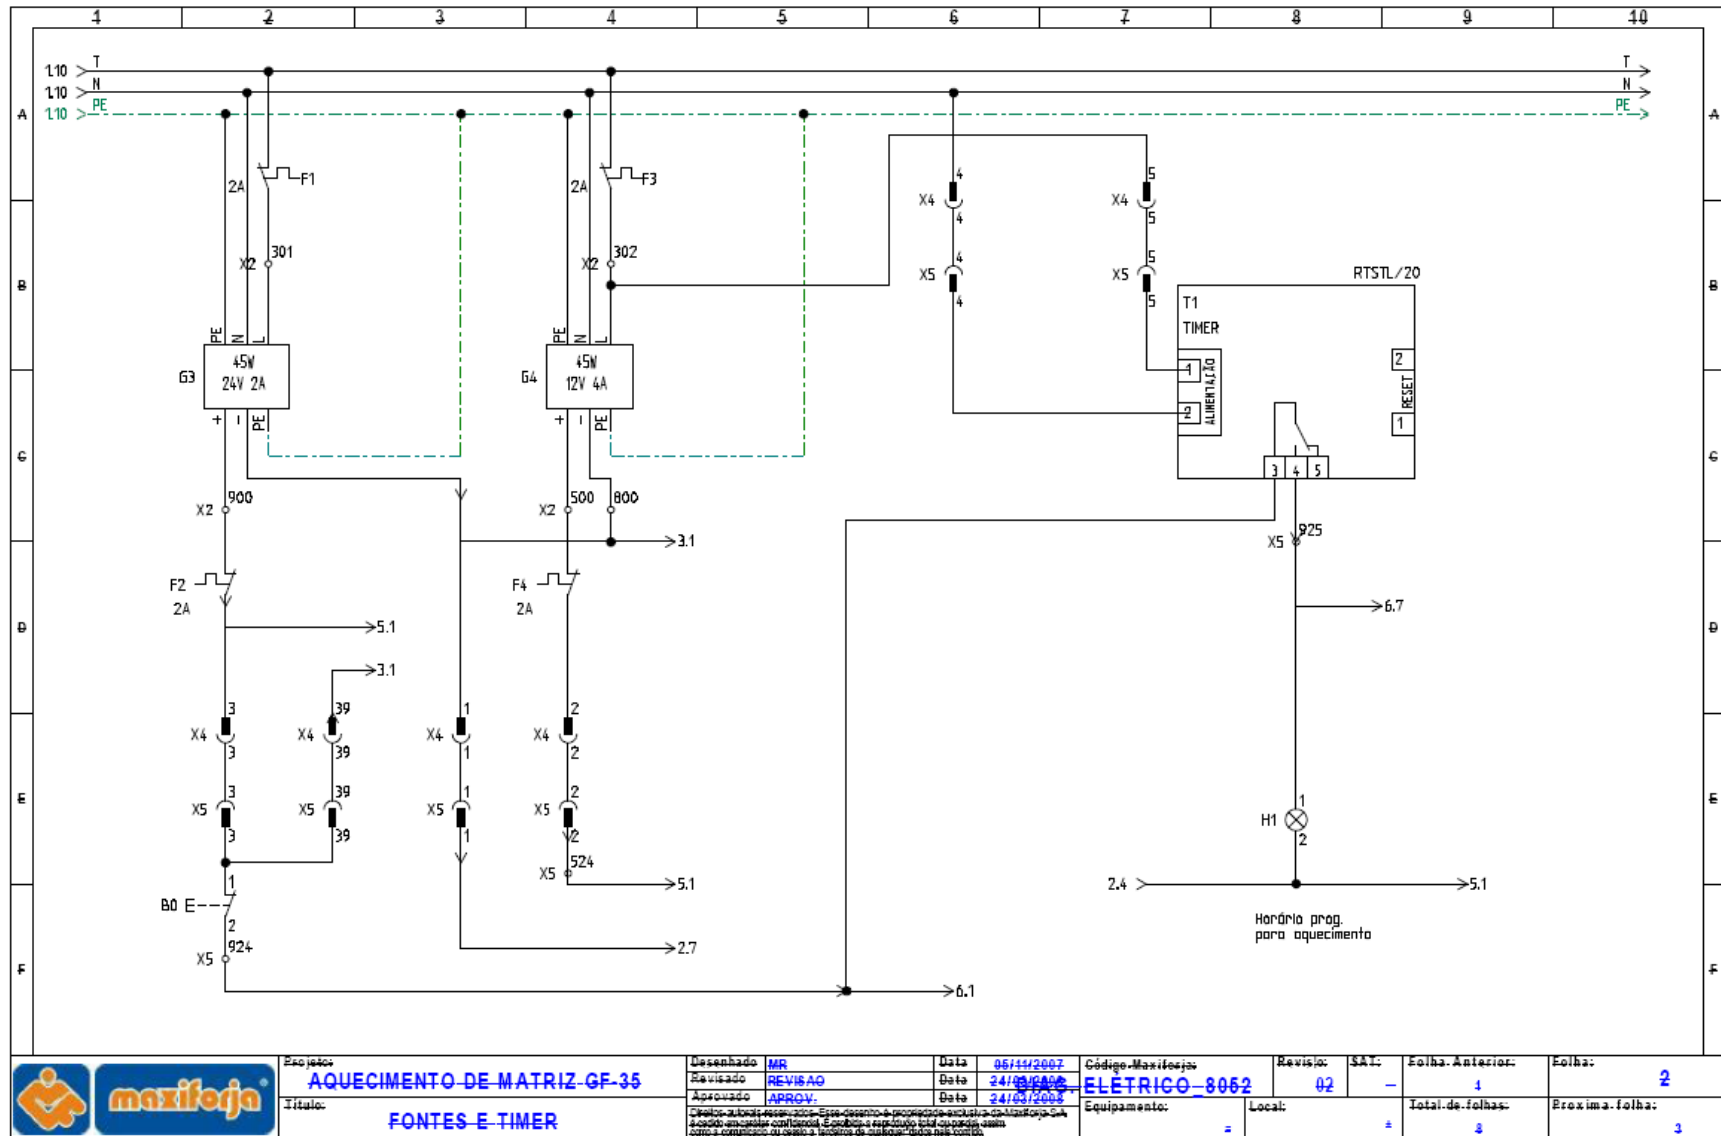 1 2 3 4 5 6 7 8 9 10
1.10 T T
1.10 N N
A 1.10 PE PE A
2A F1 2A F3 4 5
X4 X4
4 5
301 302 4 5
X2 X2 X5 X5 RTSTL/20
B 4 5 B
T1
TIMER
PE N L PE N L
45W 45W
G3 24V 2A G4 12V 4A
1 ALIMENTAÇÃO 2
2 RESET
+ - PE + - PE 1
C C
3 4 5
900 500 800
X2 X2
925
3.1 X5
F2 F4
2A 2A
6.7
D 5.1 D
3.1
3 39 1 2
X4 X4 X4 X4
3 39 1 2
3 39 1 2
E X5 X5 X5 X5 1 E
3 39 1 2 H1
2
524
X5
1 5.1 2.4 5.1
B0
2 Horário prog.
para aquecimento
924
X5 2.7
F F
6.1
maxiforja
Projeto:
AQUECIMENTO DE MATRIZ GF-35
Título:
FONTES E TIMER
Desenhado MR Data 05/11/2007
Revisado REVISAO Data
Aprovado APROV. Data 24/03/2008
Código Maxiforja:
DIAG. ELÉTRICO_8052
Revisão:
02
SAT:
-
Folha Anterior:
1
Folha:
2
Equipamento:
=
Local:
Total de folhas:
8
Proxima folha:
3